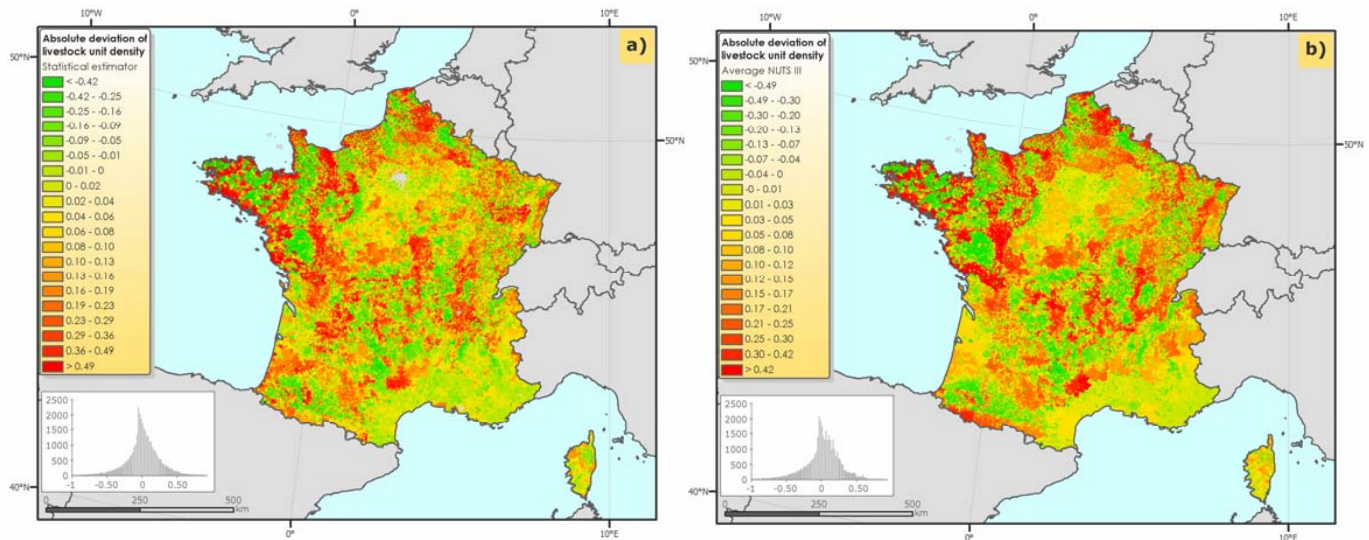 10°W
0°
10°E
a)
Absolute deviation of
livestock unit density
Statistical estimator
< -0.42
-0.42 - -0.25
-0.25 - -0.16
-0.16 - -0.09
-0.09 - -0.05
-0.05 - -0.01
-0.01 - 0
0 - 0.02
0.02 - 0.04
0.04 - 0.06
0.06 - 0.08
0.08 - 0.10
0.10 - 0.13
0.13 - 0.16
0.16 - 0.19
0.19 - 0.23
0.23 - 0.29
0.29 - 0.36
0.36 - 0.49
> 0.49
50°N
50°N
2500
2000
1500
1000
500
0
-1
-0.50
0
0.50
40°N
0
250
500
km
0°
10°E
10°W
0°
10°E
b)
Absolute deviation of
livestock unit density
Average NUTS III
< -0.49
-0.49 - -0.30
-0.30 - -0.20
-0.20 - -0.13
-0.13 - -0.07
-0.07 - -0.04
-0.04 - 0
-0 - 0.01
0.01 - 0.03
0.03 - 0.05
0.05 - 0.08
0.08 - 0.10
0.10 - 0.12
0.12 - 0.15
0.15 - 0.17
0.17 - 0.21
0.21 - 0.25
0.25 - 0.30
0.30 - 0.42
> 0.42
50°N
50°N
2500
2000
1500
1000
500
0
-1
-0.50
0
0.50
40°N
0
250
500
km
0°
10°E